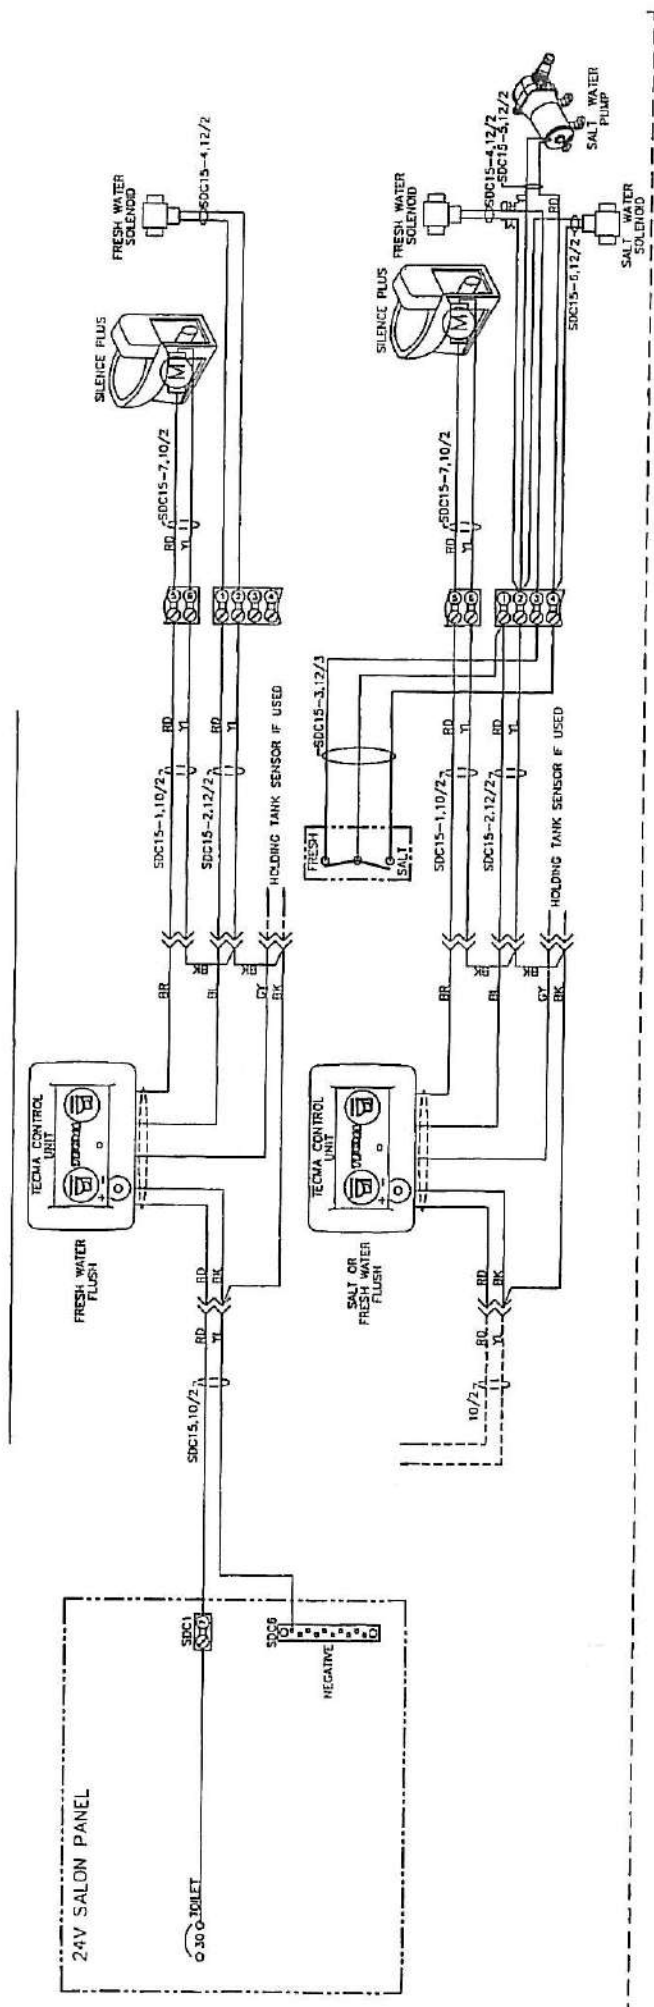 24V SALON PANEL
30
TOILET
SDC1
7
SDC6
NEGATIVE
SDC15,10/2
RD
YL
RD
BK
TECMA CONTROL
UNIT
+
-
FRESH WATER
FLUSH
BR
BL
GY
BK
BK
BK
SDC15-1,10/2
SDC15-2,12/2
RD
YL
RD
YL
HOLDING TANK SENSOR IF USED
5
6
1
2
3
4
SDC15-7,10/2
RD
YL
M
SILENCE PLUS
FRESH WATER
SOLENOID
SDC15-4,12/2
10/2
RD
YL
RD
BK
TECMA CONTROL
UNIT
+
-
SALT OR
FRESH WATER
FLUSH
BR
BL
GY
BK
BK
BK
FRESH
SALT
SDC15-3,12/3
SDC15-1,10/2
SDC15-2,12/2
RD
YL
RD
YL
HOLDING TANK SENSOR IF USED
5
6
1
2
3
4
SDC15-7,10/2
RD
YL
M
SILENCE PLUS
FRESH WATER
SOLENOID
SDC15-4,12/2
SDC15-5,12/2
RD
SDC15-6,12/2
SALT WATER
SOLENOID
SALT WATER
PUMP